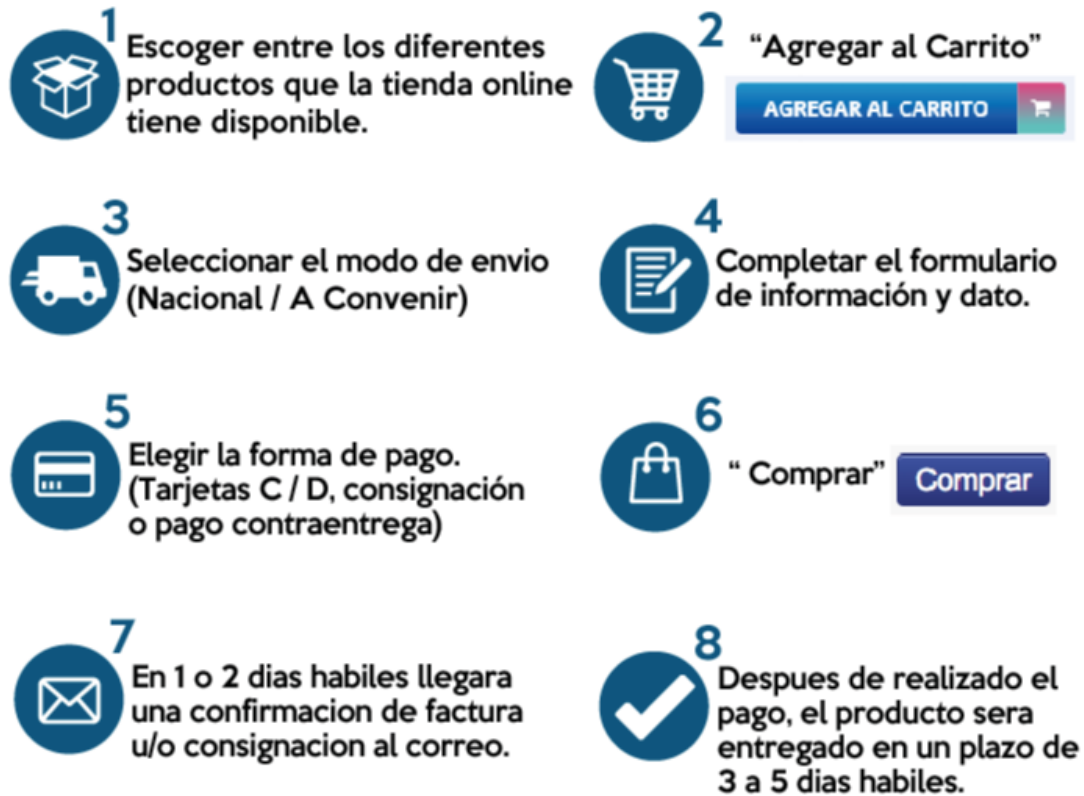 1
Escoger entre los diferentes
productos que la tienda online
tiene disponible.
2
“Agregar al Carrito”
AGREGAR AL CARRITO
3
Seleccionar el modo de envio
(Nacional / A Convenir)
4
Completar el formulario
de información y dato.
5
Elegir la forma de pago.
(Tarjetas C / D, consignación
o pago contraentrega)
6
“ Comprar”
Comprar
7
En 1 o 2 dias habiles llegara
una confirmacion de factura
u/o consignacion al correo.
8
Despues de realizado el
pago, el producto sera
entregado en un plazo de
3 a 5 dias habiles.